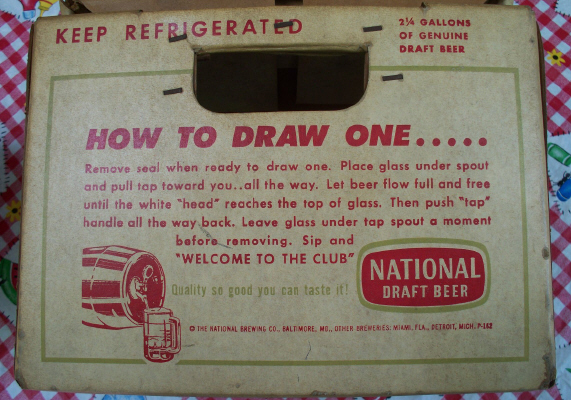 KEEP REFRIGERATED
2¼ GALLONS
OF GENUINE
DRAFT BEER
HOW TO DRAW ONE.....
Remove seal when ready to draw one. Place glass under spout
and pull tap toward you..all the way. Let beer flow full and free
until the white "head" reaches the top of glass. Then push "tap"
handle all the way back. Leave glass under tap spout a moment
before removing. Sip and
"WELCOME TO THE CLUB"
Quality so good you can taste it!
NATIONAL
DRAFT BEER
© THE NATIONAL BREWING CO., BALTIMORE, MD., OTHER BREWERIES: MIAMI, FLA., DETROIT, MICH. P-162